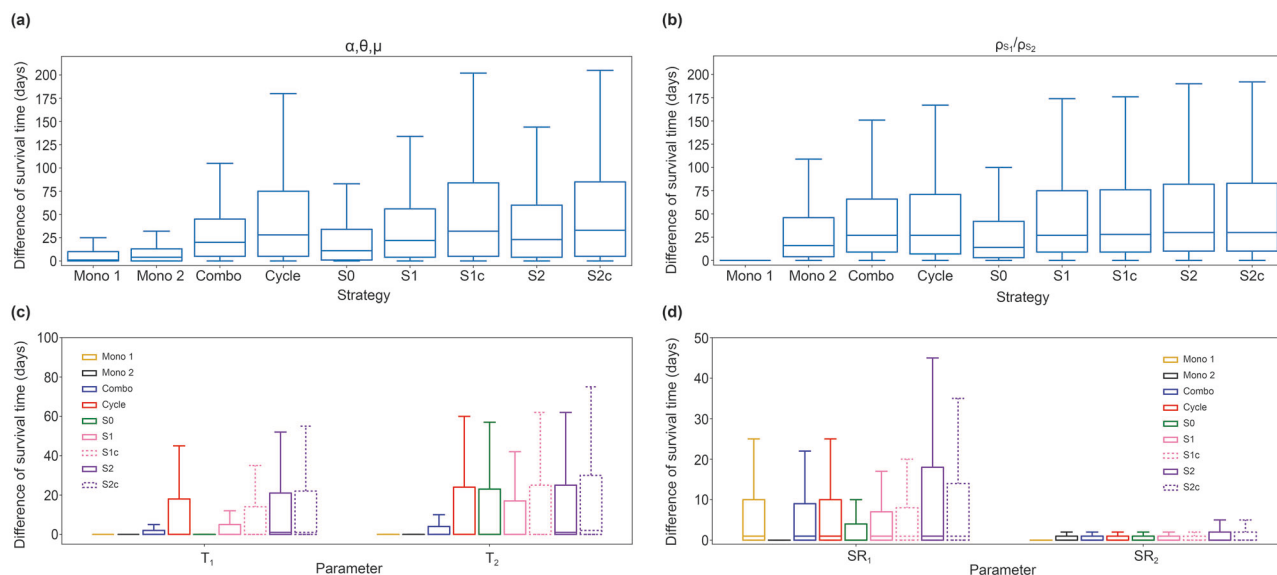 (a)
α,θ,μ
Difference of survival time (days)
200
175
150
125
100
75
50
25
0
Mono 1 Mono 2 Combo Cycle S0 S1 S1c S2 S2c
Strategy
(b)
ρS₁/ρS₂
Difference of survival time (days)
200
175
150
125
100
75
50
25
0
Mono 1 Mono 2 Combo Cycle S0 S1 S1c S2 S2c
Strategy
(c)
Difference of survival time (days)
100
80
60
40
20
0
Mono 1
Mono 2
Combo
Cycle
S0
S1
S1c
S2
S2c
T₁ T₂
Parameter
(d)
Difference of survival time (days)
50
40
30
20
10
0
Mono 1
Mono 2
Combo
Cycle
S0
S1
S1c
S2
S2c
SR₁ SR₂
Parameter